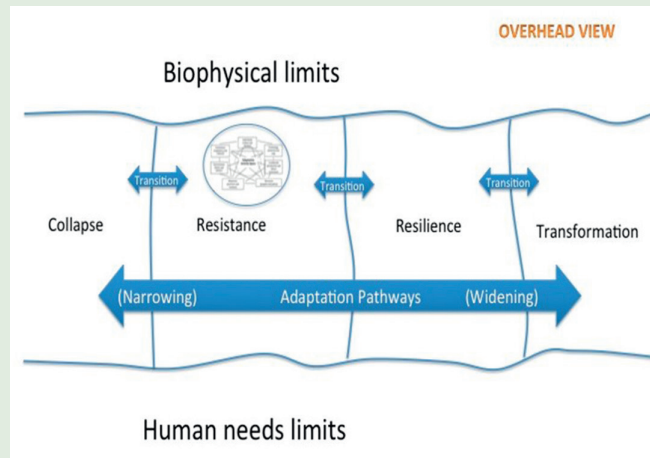 OVERHEAD VIEW
Biophysical limits
Transition
Transition
Transition
Collapse
Resistance
Resilience
Transformation
(Narrowing)
Adaptation Pathways
(Widening)
Human needs limits